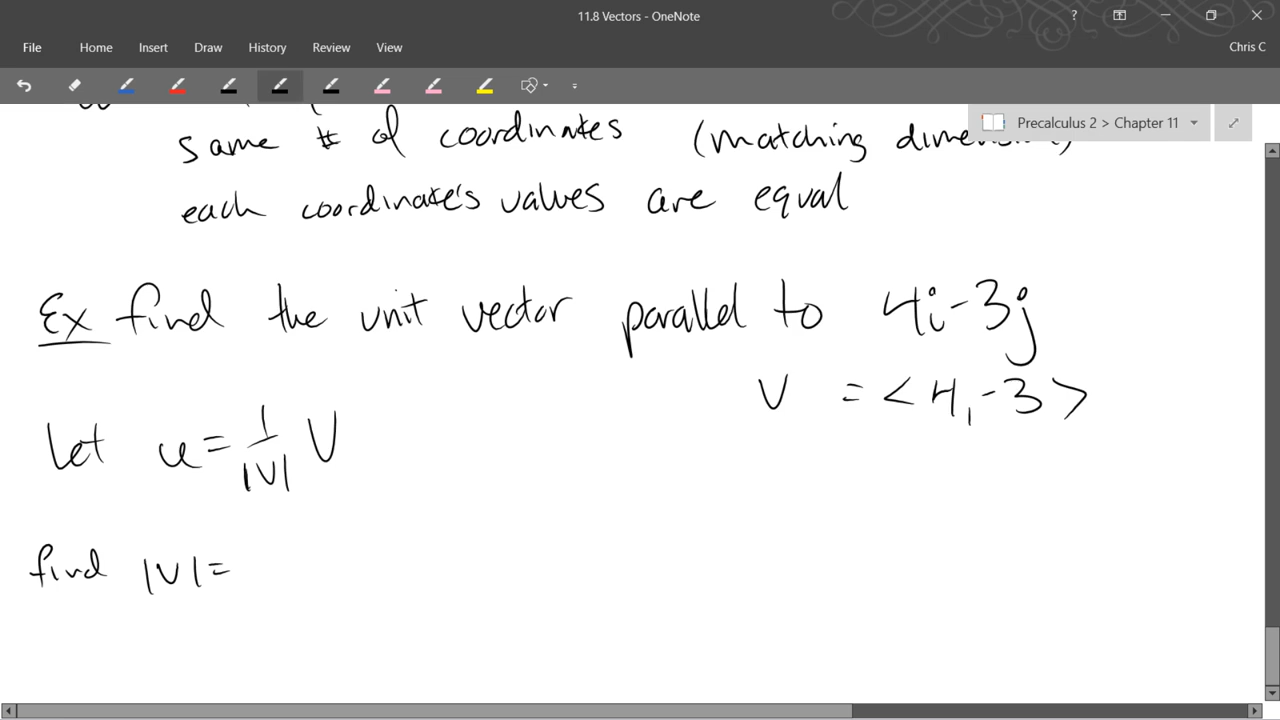 11.8 Vectors - OneNote
?
File Home Insert Draw History Review View
Chris C
Precalculus 2 > Chapter 11
same # of coordinates (matching
each coordinate's values are equal
Ex find the unit vector parallel to 4i-3j
V = <4,-3>
Let u = 1/|V| V
find |V| =